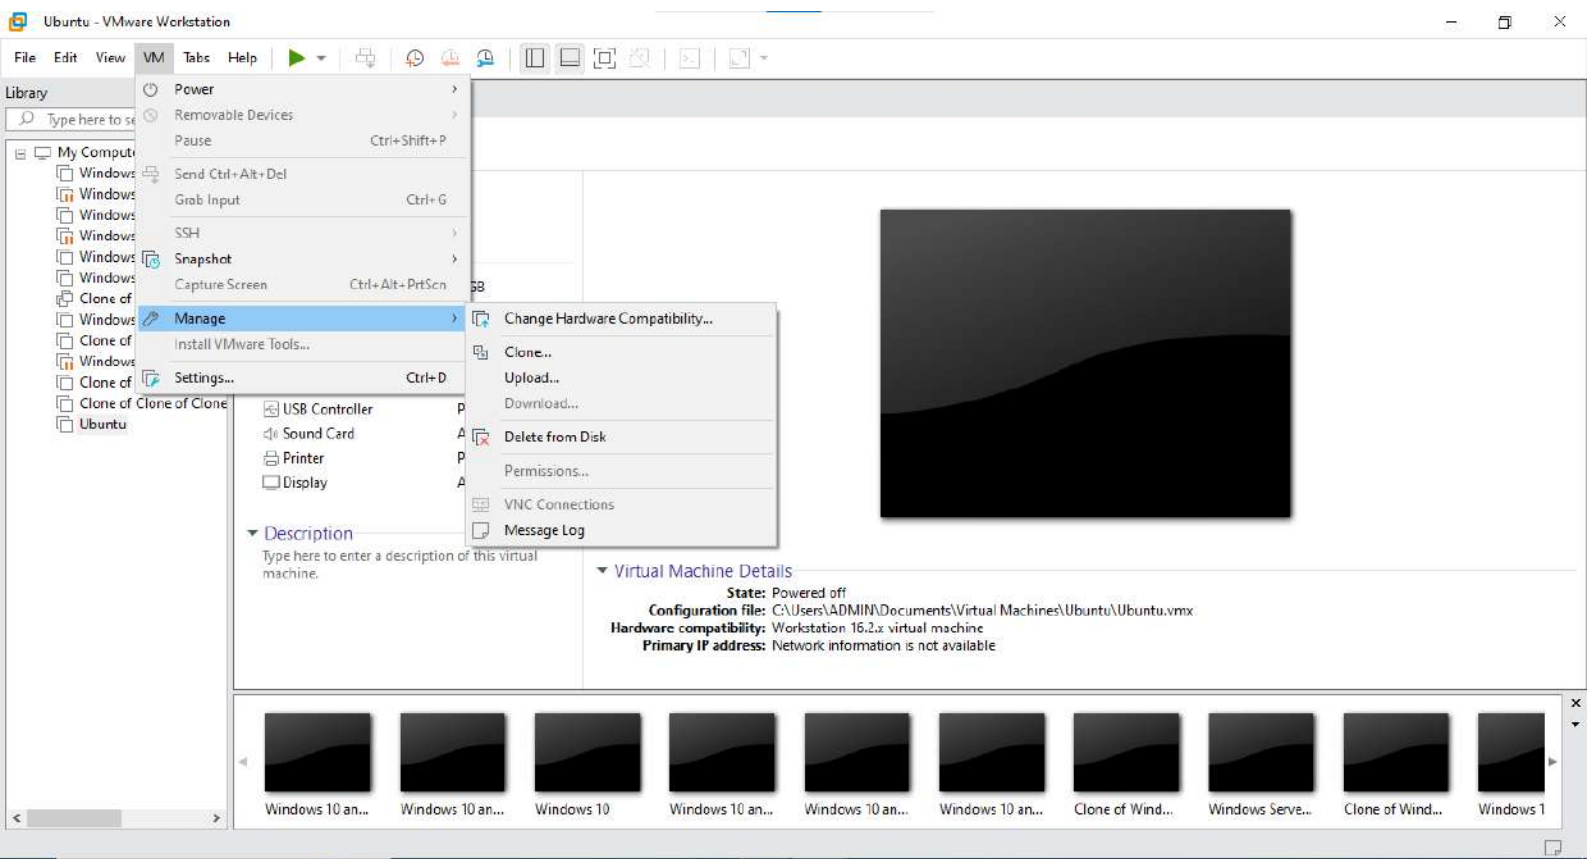 Ubuntu - VMware Workstation
File Edit View VM Tabs Help
Library
Type here to se
My Compute
Windows
Windows
Windows
Windows
Windows
Windows
Clone of
Windows
Clone of
Windows
Clone of
Clone of Clone of Clone
Ubuntu
Power
Removable Devices
Pause Ctrl+Shift+P
Send Ctrl+Alt+Del
Grab Input Ctrl+G
SSH
Snapshot
Capture Screen Ctrl+Alt+PrtScn
Manage
Install VMware Tools...
Settings... Ctrl+D
GB
Change Hardware Compatibility...
Clone...
Upload...
Download...
Delete from Disk
Permissions...
VNC Connections
Message Log
USB Controller P
Sound Card A
Printer P
Display A
Description
Type here to enter a description of this virtual
machine.
Virtual Machine Details
State: Powered off
Configuration file: C:\Users\ADMIN\Documents\Virtual Machines\Ubuntu\Ubuntu.vmx
Hardware compatibility: Workstation 16.2.x virtual machine
Primary IP address: Network information is not available
Windows 10 an... Windows 10 an... Windows 10 Windows 10 an... Windows 10 an... Windows 10 an... Clone of Wind... Windows Serve... Clone of Wind... Windows 1